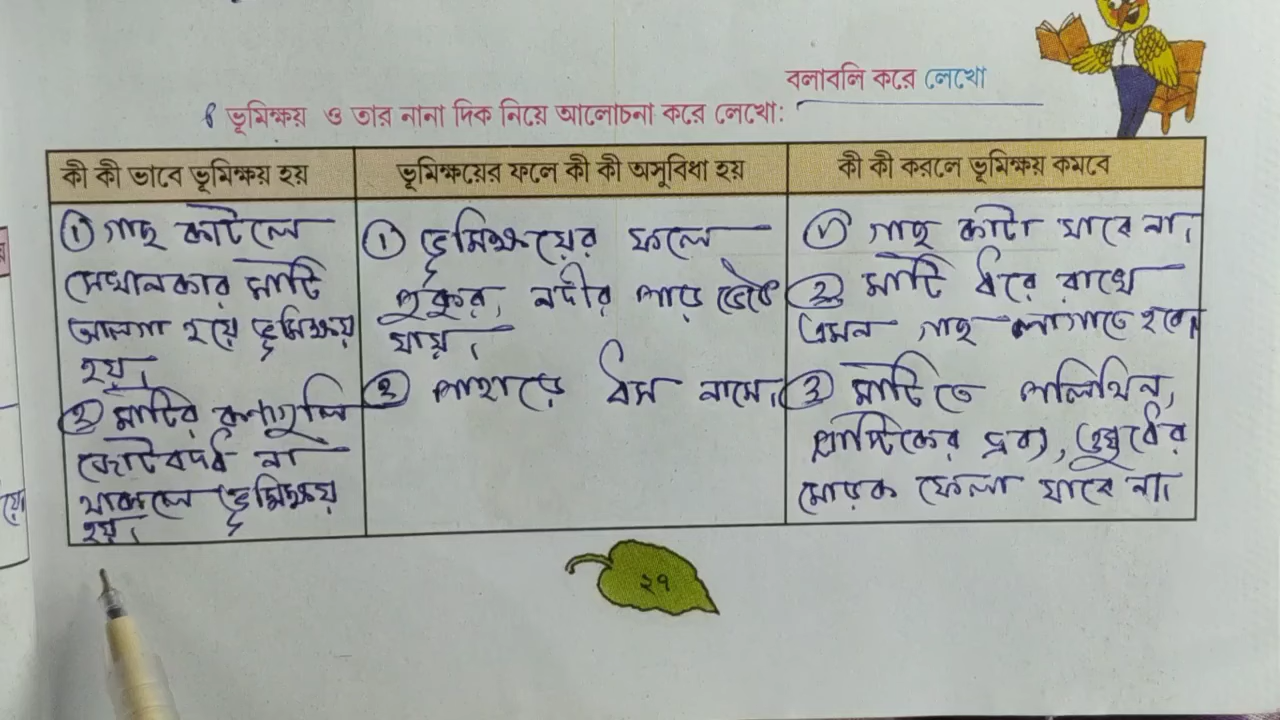 বলাবলি করে লেখো
ভূমিক্ষয় ও তার নানা দিক নিয়ে আলোচনা করে লেখো:
কী কী ভাবে ভূমিক্ষয় হয়
① গাছ কাটলে
সেখানকার মাটি
আলগা হয়ে ভূমিক্ষয়
হয়।
② মাটির কণাগুলি
জোটবদ্ধ না
থাকলে ভূমিক্ষয়
হয়।
ভূমিক্ষয়ের ফলে কী কী অসুবিধা হয়
① ভূমিক্ষয়ের ফলে
পুকুর, নদীর পাড় ভেঙে
যায়।
② পাহাড়ে ধস নামে।
কী কী করলে ভূমিক্ষয় কমবে
① গাছ কাটা যাবে না।
② মাটি ধরে রাখে
এমন গাছ লাগাতে হবে।
③ মাটিতে পলিথিন,
প্লাস্টিকের দ্রব্য, ওষুধের
মোড়ক ফেলা যাবে না।
২৭